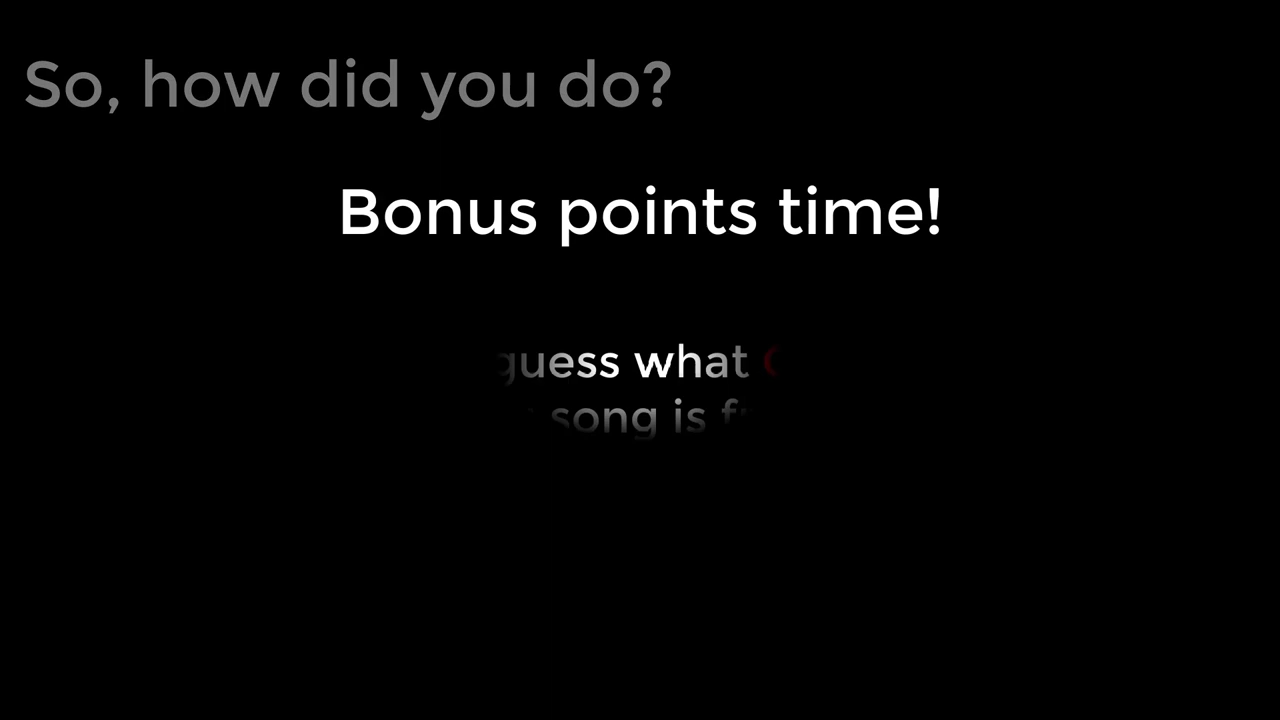 So, how did you do?
Bonus points time!
guess what
song is